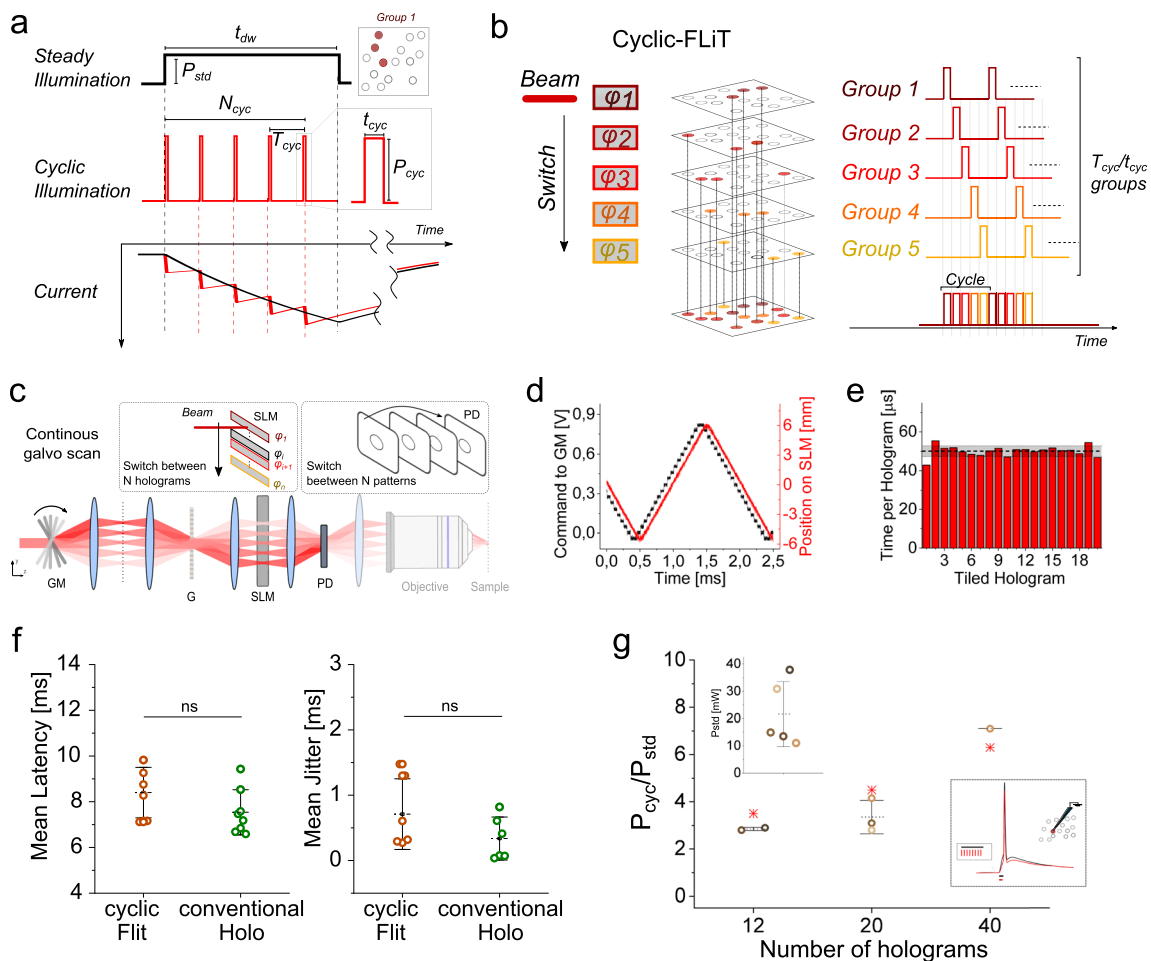 a
Group 1
Steady
Illumination
t_dw
P_std
N_cyc
T_cyc
t_cyc
P_cyc
Cyclic
Illumination
Time
Current
b
Cyclic-FLiT
Beam
Switch
φ1
φ2
φ3
φ4
φ5
Group 1
Group 2
Group 3
Group 4
Group 5
T_cyc/t_cyc
groups
Cycle
Time
c
Continous
galvo scan
Beam
SLM
φ_1
φ_i
φ_i+1
φ_n
Switch between
N holograms
PD
Switch
beetween N patterns
y
z
GM
G
SLM
PD
Objective
Sample
d
Command to GM [V]
0,9
0,6
0,3
0,0
0,0 0,5 1,0 1,5 2,0 2,5
Time [ms]
6
3
0
-3
-6
Position on SLM [mm]
e
Time per Hologram [µs]
60
40
20
0
3 6 9 12 15 18
Tiled Hologram
f
Mean Latency [ms]
14
12
10
8
6
4
ns
cyclic
Flit
conventional
Holo
Mean Jitter [ms]
3
2
1
0
ns
cyclic
Flit
conventional
Holo
g
P_cyc/P_std
10
8
6
4
2
0
Pstd [mW]
40
30
20
10
0
12 20 40
Number of holograms